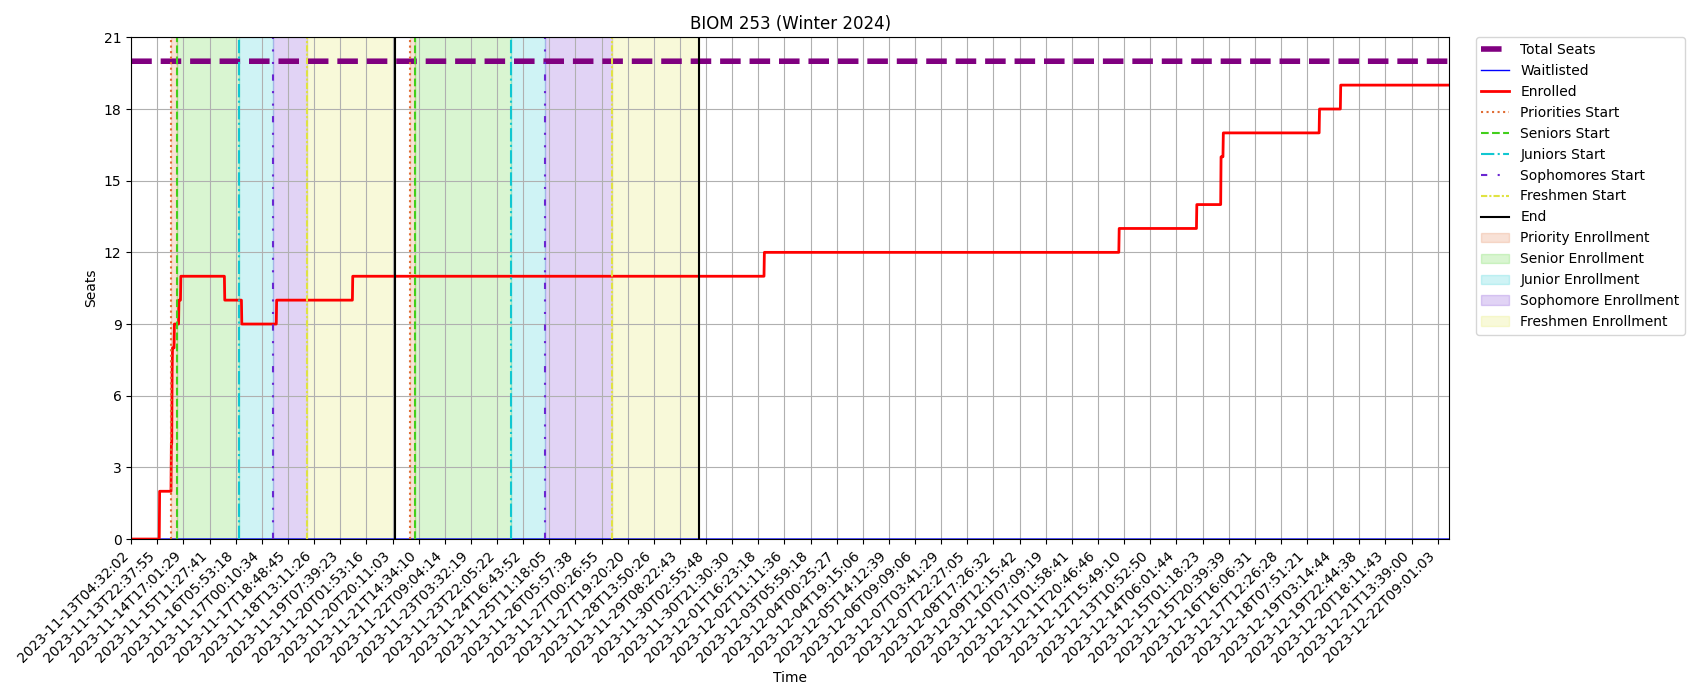 BIOM 253 (Winter 2024)
Seats
21
18
15
12
9
6
3
0
2023-11-13T04:32:02
2023-11-13T22:37:55
2023-11-14T17:01:29
2023-11-15T11:27:41
2023-11-16T05:53:18
2023-11-17T00:10:34
2023-11-17T18:48:45
2023-11-18T13:11:26
2023-11-19T07:39:23
2023-11-20T01:53:16
2023-11-20T20:11:03
2023-11-21T14:34:10
2023-11-22T09:04:14
2023-11-23T03:32:19
2023-11-23T22:05:22
2023-11-24T16:43:52
2023-11-25T11:18:05
2023-11-26T05:57:38
2023-11-27T00:26:55
2023-11-27T19:20:20
2023-11-28T13:50:26
2023-11-29T08:22:43
2023-11-30T02:55:48
2023-11-30T21:30:30
2023-12-01T16:23:18
2023-12-02T11:11:36
2023-12-03T05:59:18
2023-12-04T00:25:27
2023-12-04T19:15:06
2023-12-05T14:12:39
2023-12-06T09:09:06
2023-12-07T03:41:29
2023-12-07T22:27:05
2023-12-08T17:26:32
2023-12-09T12:15:42
2023-12-10T07:09:19
2023-12-11T01:58:41
2023-12-11T20:46:46
2023-12-12T15:49:10
2023-12-13T10:52:50
2023-12-14T06:01:44
2023-12-15T01:18:23
2023-12-15T20:39:39
2023-12-16T16:06:31
2023-12-17T12:26:28
2023-12-18T07:51:21
2023-12-19T03:14:44
2023-12-19T22:44:38
2023-12-20T18:11:43
2023-12-21T13:39:00
2023-12-22T09:01:03
Time
Total Seats
Waitlisted
Enrolled
Priorities Start
Seniors Start
Juniors Start
Sophomores Start
Freshmen Start
End
Priority Enrollment
Senior Enrollment
Junior Enrollment
Sophomore Enrollment
Freshmen Enrollment